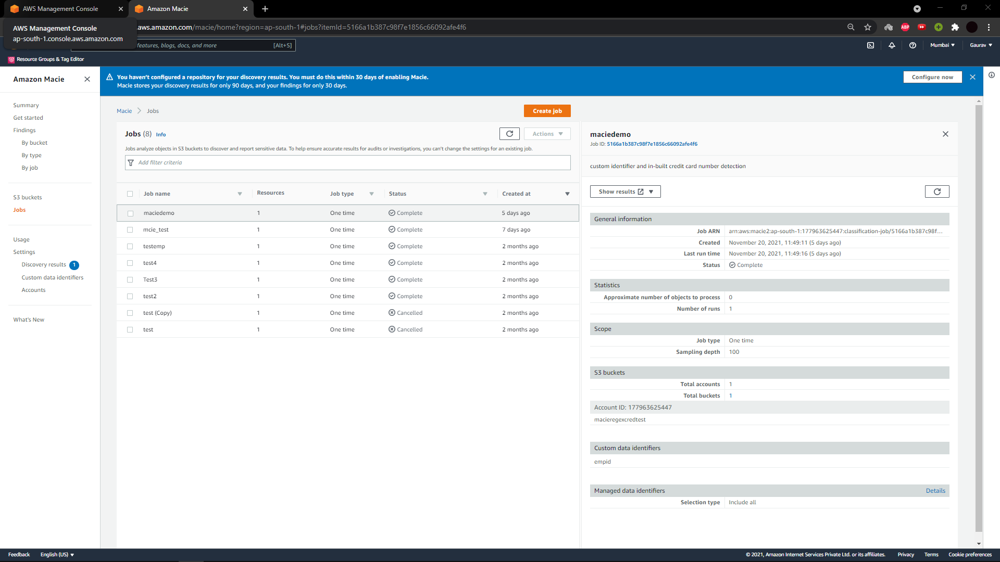 AWS Management Console
Amazon Macie
AWS Management Console
ap-south-1.console.aws.amazon.com
.aws.amazon.com/macie/home?region=ap-south-1#jobs?itemId=5166a1b387c98f7e1856c66092afe4f6
ABP
features, blogs, docs, and more [Alt+S]
Mumbai
Gaurav
Resource Groups & Tag Editor
Amazon Macie
Summary
Get started
Findings
By bucket
By type
By job
S3 buckets
Jobs
Usage
Settings
Discovery results 1
Custom data identifiers
Accounts
What's New
You haven't configured a repository for your discovery results. You must do this within 30 days of enabling Macie.
Macie stores your discovery results for only 90 days, and your findings for only 30 days.
Configure now
Macie > Jobs
Create job
Jobs (8) Info
Actions
Jobs analyze objects in S3 buckets to discover and report sensitive data. To help ensure accurate results for audits or investigations, you can't change the settings for an existing job.
Add filter criteria
Job name Resources Job type Status Created at
maciedemo 1 One time Complete 5 days ago
mcie_test 1 One time Complete 7 days ago
testemp 1 One time Complete 2 months ago
test4 1 One time Complete 2 months ago
Test3 1 One time Complete 2 months ago
test2 1 One time Complete 2 months ago
test (Copy) 1 One time Cancelled 2 months ago
test 1 One time Cancelled 2 months ago
maciedemo
Job ID: 5166a1b387c98f7e1856c66092afe4f6
custom identifier and in-built credit card number detection
Show results
General information
Job ARN arn:aws:macie2:ap-south-1:177963625447:classification-job/5166a1b387c98f...
Created November 20, 2021, 11:49:11 (5 days ago)
Last run time November 20, 2021, 11:49:16 (5 days ago)
Status Complete
Statistics
Approximate number of objects to process 0
Number of runs 1
Scope
Job type One time
Sampling depth 100
S3 buckets
Total accounts 1
Total buckets 1
Account ID: 177963625447
macieregexcredtest
Custom data identifiers
empid
Managed data identifiers Details
Selection type Include all
Feedback English (US)
© 2021, Amazon Internet Services Private Ltd. or its affiliates. Privacy Terms Cookie preferences